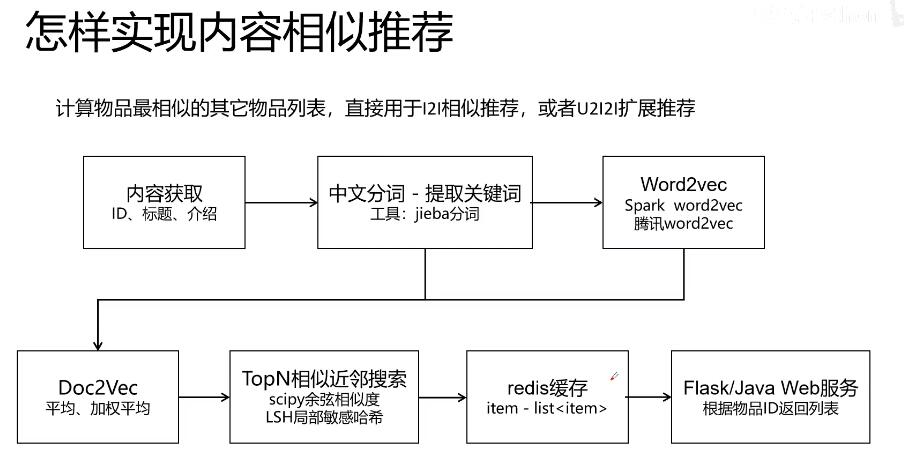 怎样实现内容相似推荐
计算物品最相似的其它物品列表，直接用于I2I相似推荐，或者U2I2I扩展推荐
内容获取
ID、标题、介绍
中文分词 - 提取关键词
工具：jieba分词
Word2vec
Spark word2vec
腾讯word2vec
Doc2Vec
平均、加权平均
TopN相似近邻搜索
scipy余弦相似度
LSH局部敏感哈希
redis缓存
item - list<item>
Flask/Java Web服务
根据物品ID返回列表